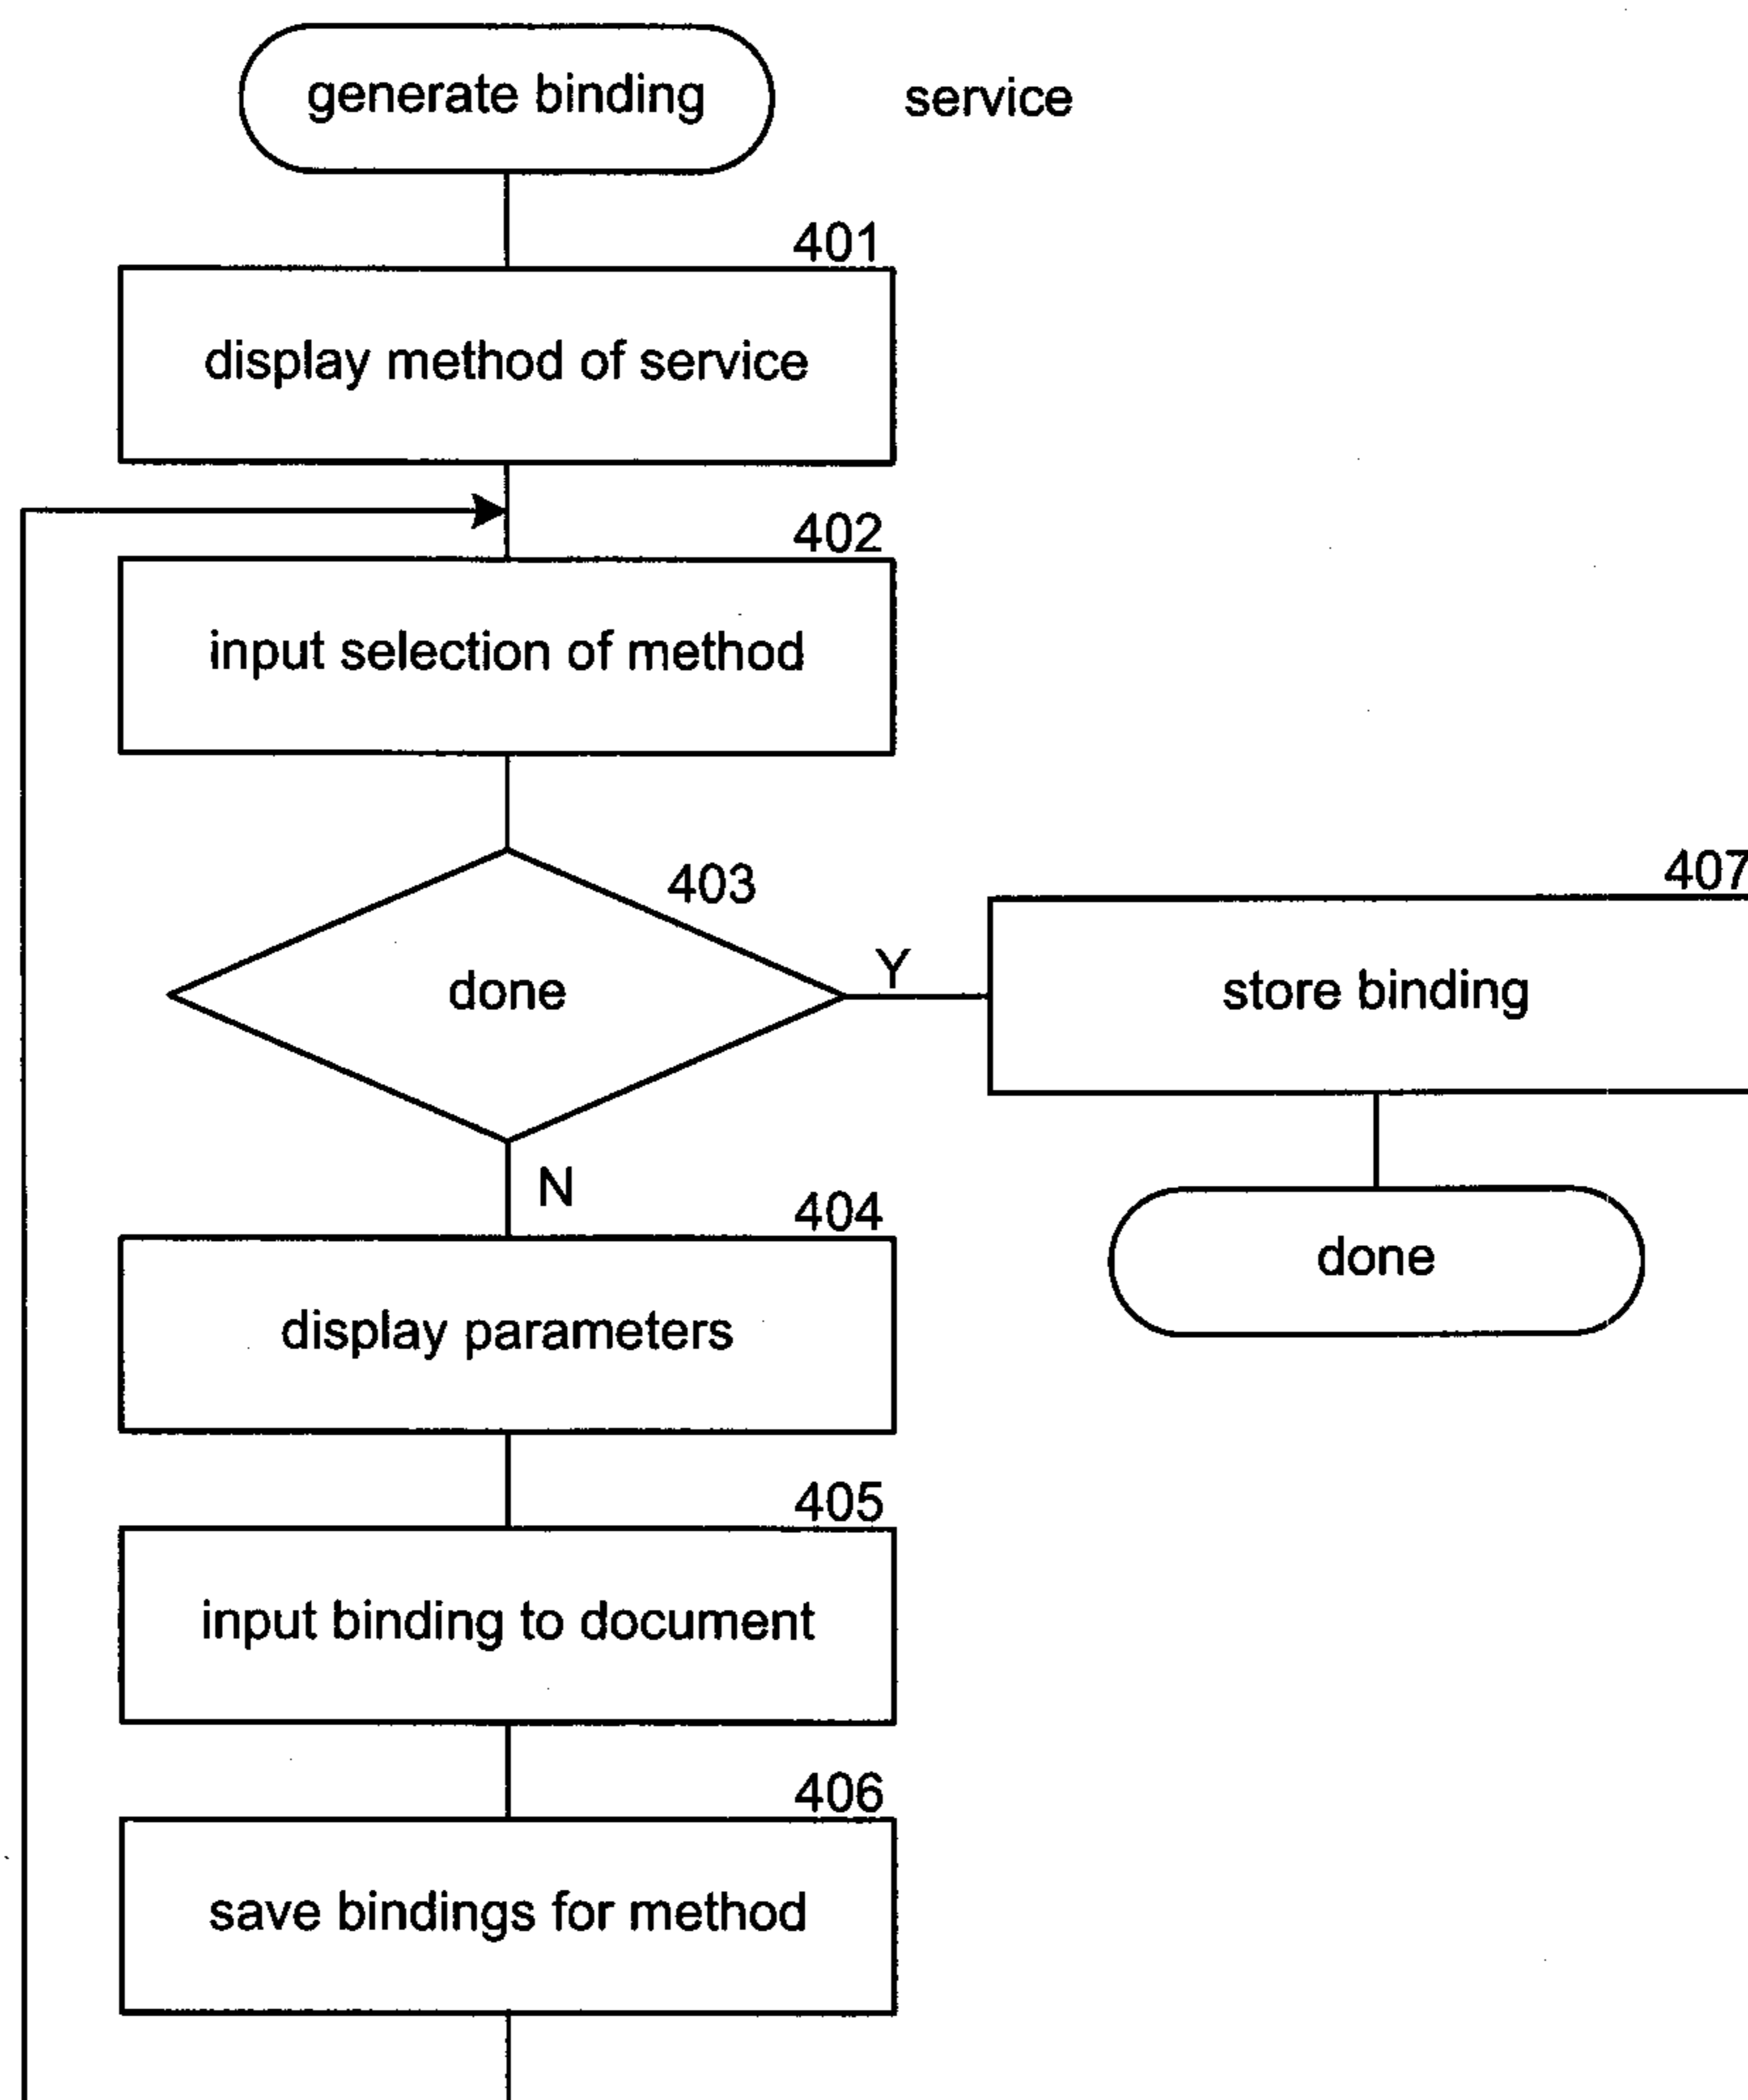 generate binding
service
401
display method of service
402
input selection of method
403
done
Y
407
store binding
done
N
404
display parameters
405
input binding to document
406
save bindings for method